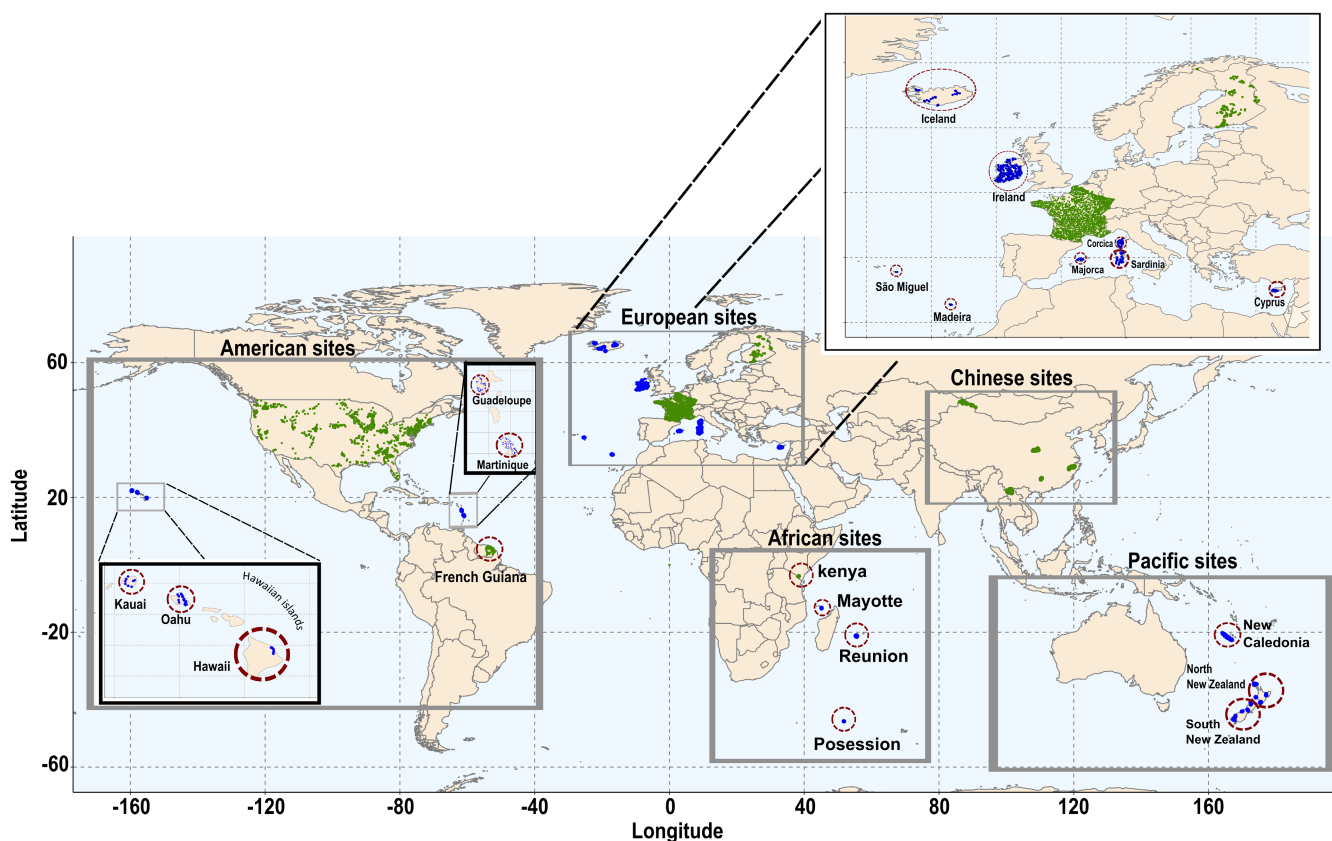 Iceland
Ireland
Corcica
Majorca
Sardinia
São Miguel
Madeira
Cyprus
European sites
American sites
Chinese sites
Guadeloupe
Martinique
French Guiana
African sites
kenya
Mayotte
Reunion
Posession
Pacific sites
New
Caledonia
North
New Zealand
South
New Zealand
Hawaiian islands
Kauai
Oahu
Hawaii
60
20
-20
-60
Latitude
-160
-120
-80
-40
0
40
80
120
160
Longitude